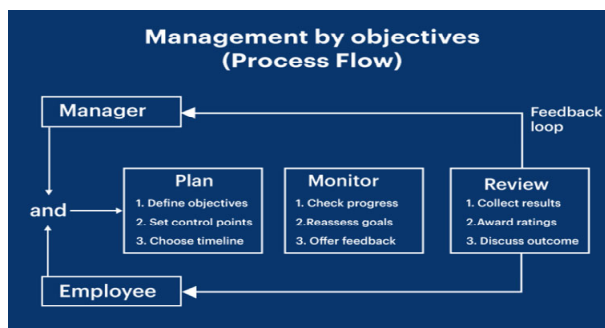 Management by objectives
(Process Flow)
Manager
Feedback
loop
and
Plan
1. Define objectives
2. Set control points
3. Choose timeline
Monitor
1. Check progress
2.Reassess goals
3. Offer feedback
Review
1. Collect results
2. Award ratings
3. Discuss outcome
Employee